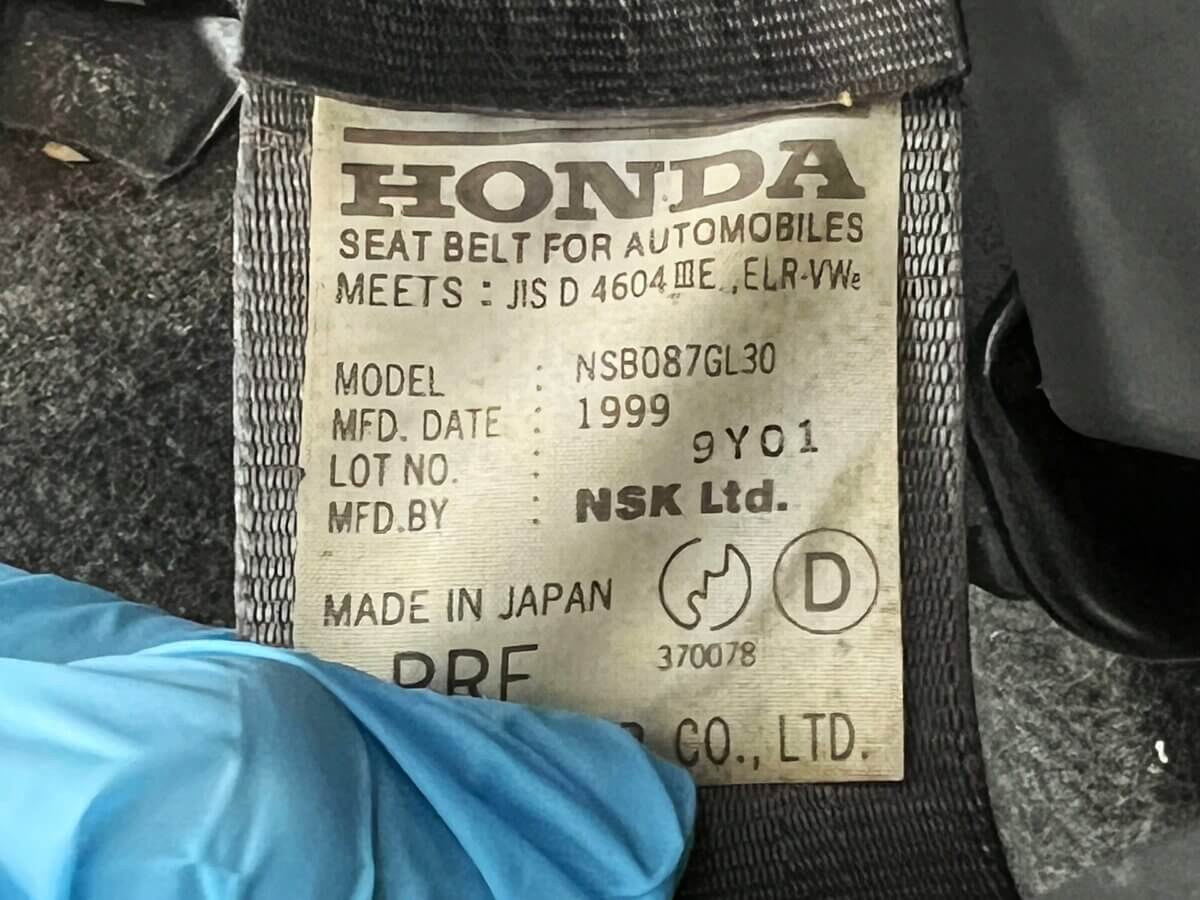 HONDA
SEAT BELT FOR AUTOMOBILES
MEETS : JIS D 4604 III E , ELR-VWe
MODEL : NSB087GL30
MFD. DATE : 1999
LOT NO. : 9Y01
MFD.BY : NSK Ltd.
MADE IN JAPAN
D
370078
CO., LTD.